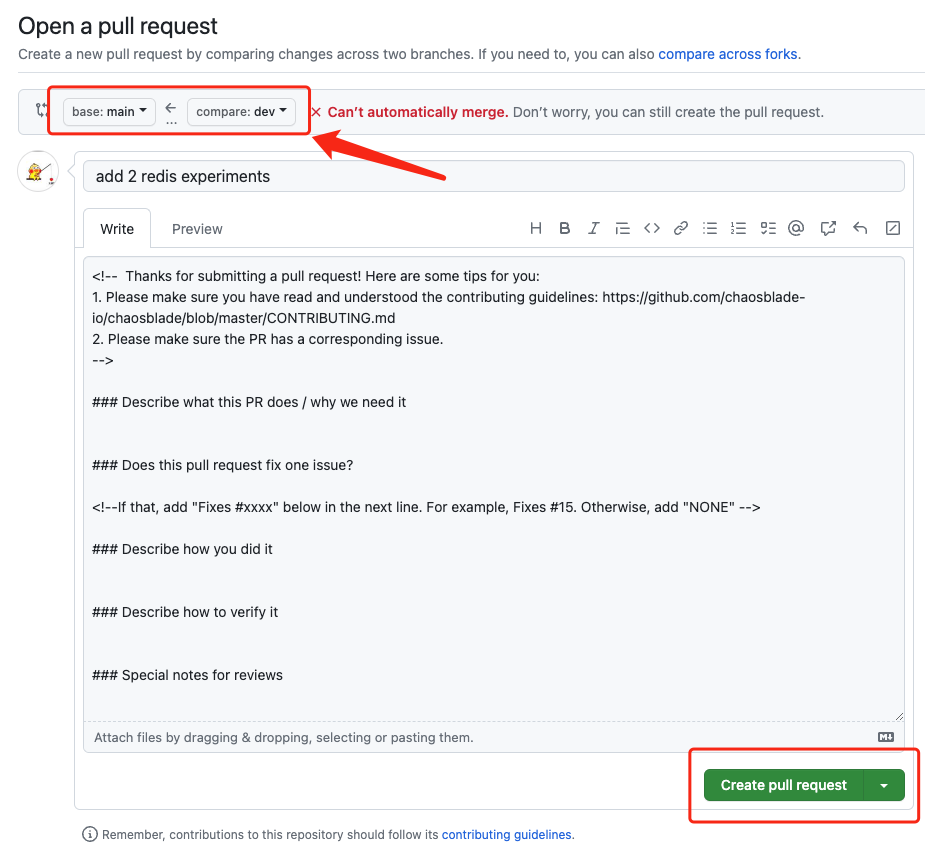 Open a pull request
Create a new pull request by comparing changes across two branches. If you need to, you can also compare across forks.
base: main compare: dev Can’t automatically merge. Don’t worry, you can still create the pull request.
...
add 2 redis experiments
Write Preview
<!--  Thanks for submitting a pull request! Here are some tips for you:
1. Please make sure you have read and understood the contributing guidelines: https://github.com/chaosblade-
io/chaosblade/blob/master/CONTRIBUTING.md
2. Please make sure the PR has a corresponding issue.
-->
### Describe what this PR does / why we need it
### Does this pull request fix one issue?
<!--If that, add "Fixes #xxxx" below in the next line. For example, Fixes #15. Otherwise, add "NONE" -->
### Describe how you did it
### Describe how to verify it
### Special notes for reviews
Attach files by dragging & dropping, selecting or pasting them.
Create pull request
Remember, contributions to this repository should follow its contributing guidelines.